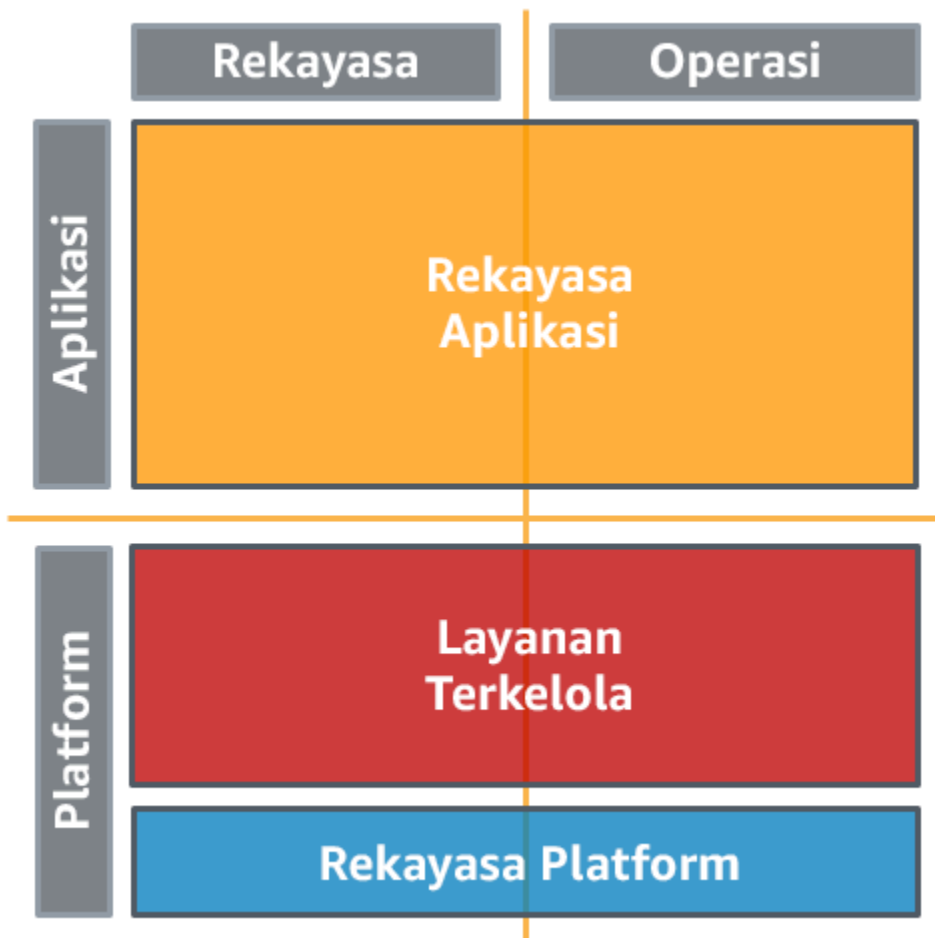 Rekayasa
Operasi
Aplikasi
Rekayasa
Aplikasi
Platform
Layanan
Terkelola
Rekayasa Platform